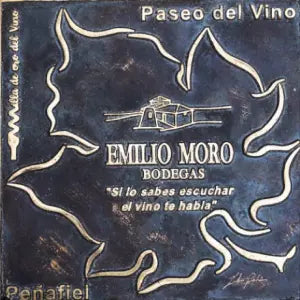 Paseo del Vino
Milla de oro del Vino
EMILIO MORO
BODEGAS
"Si lo sabes escuchar
el vino te habla"
Peñafiel